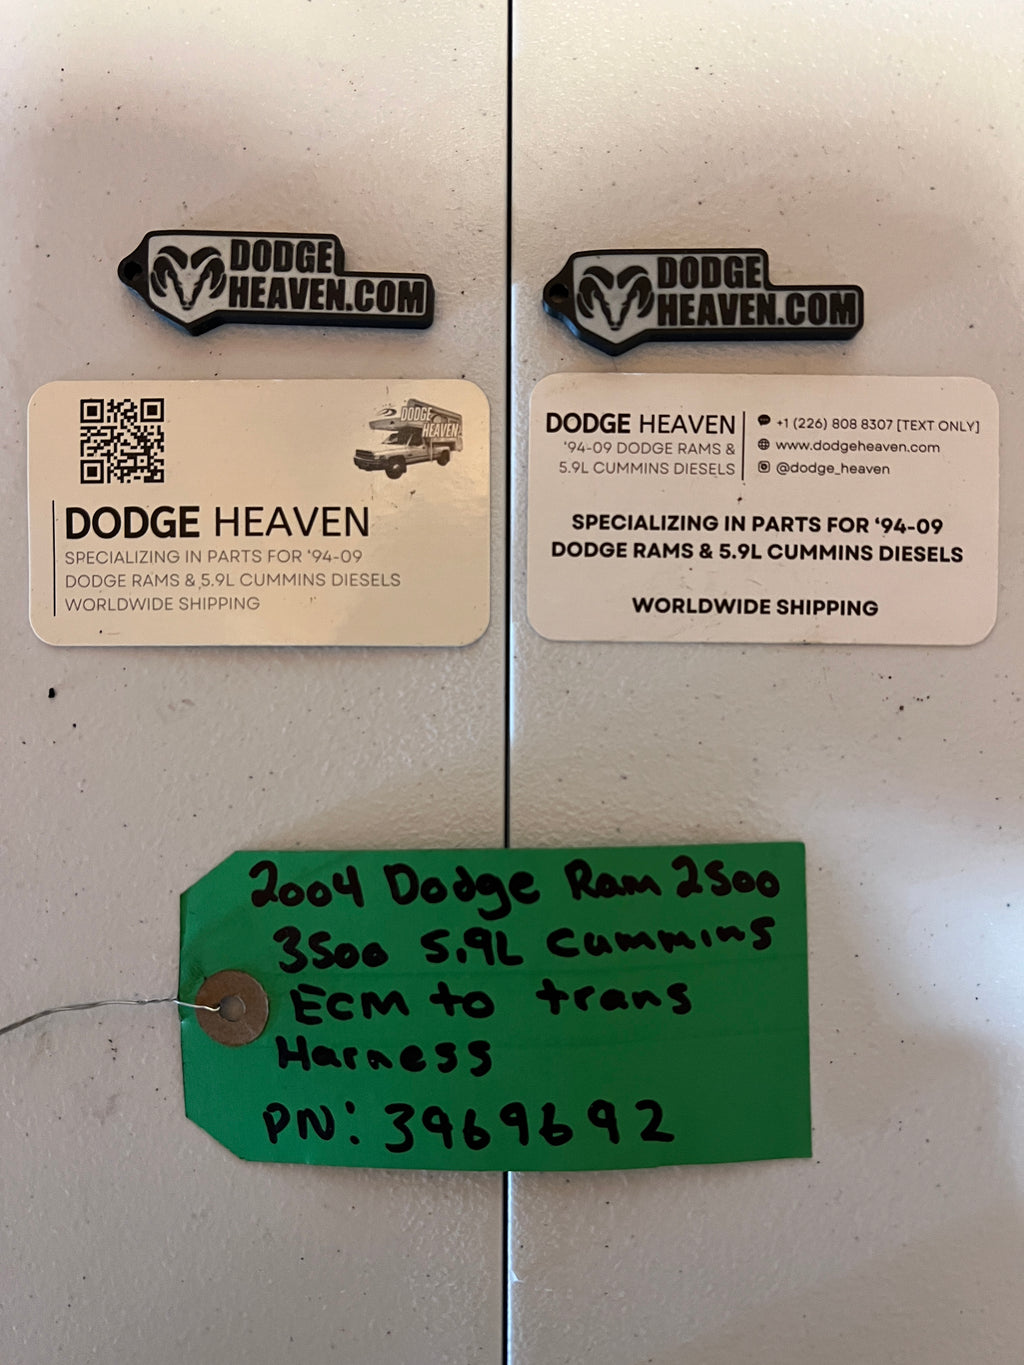 DODGE
HEAVEN.COM
DODGE
HEAVEN.COM
DODGE
HEAVEN
DODGE HEAVEN
SPECIALIZING IN PARTS FOR ‘94-09
DODGE RAMS & 5.9L CUMMINS DIESELS
WORLDWIDE SHIPPING
DODGE HEAVEN
‘94-09 DODGE RAMS &
5.9L CUMMINS DIESELS
+1 (226) 808 8307 [TEXT ONLY]
www.dodgeheaven.com
@dodge_heaven
SPECIALIZING IN PARTS FOR ‘94-09
DODGE RAMS & 5.9L CUMMINS DIESELS
WORLDWIDE SHIPPING
2004 Dodge Ram 2500
3500 5.9L Cummins
ECM to trans
Harness
PN: 3969692